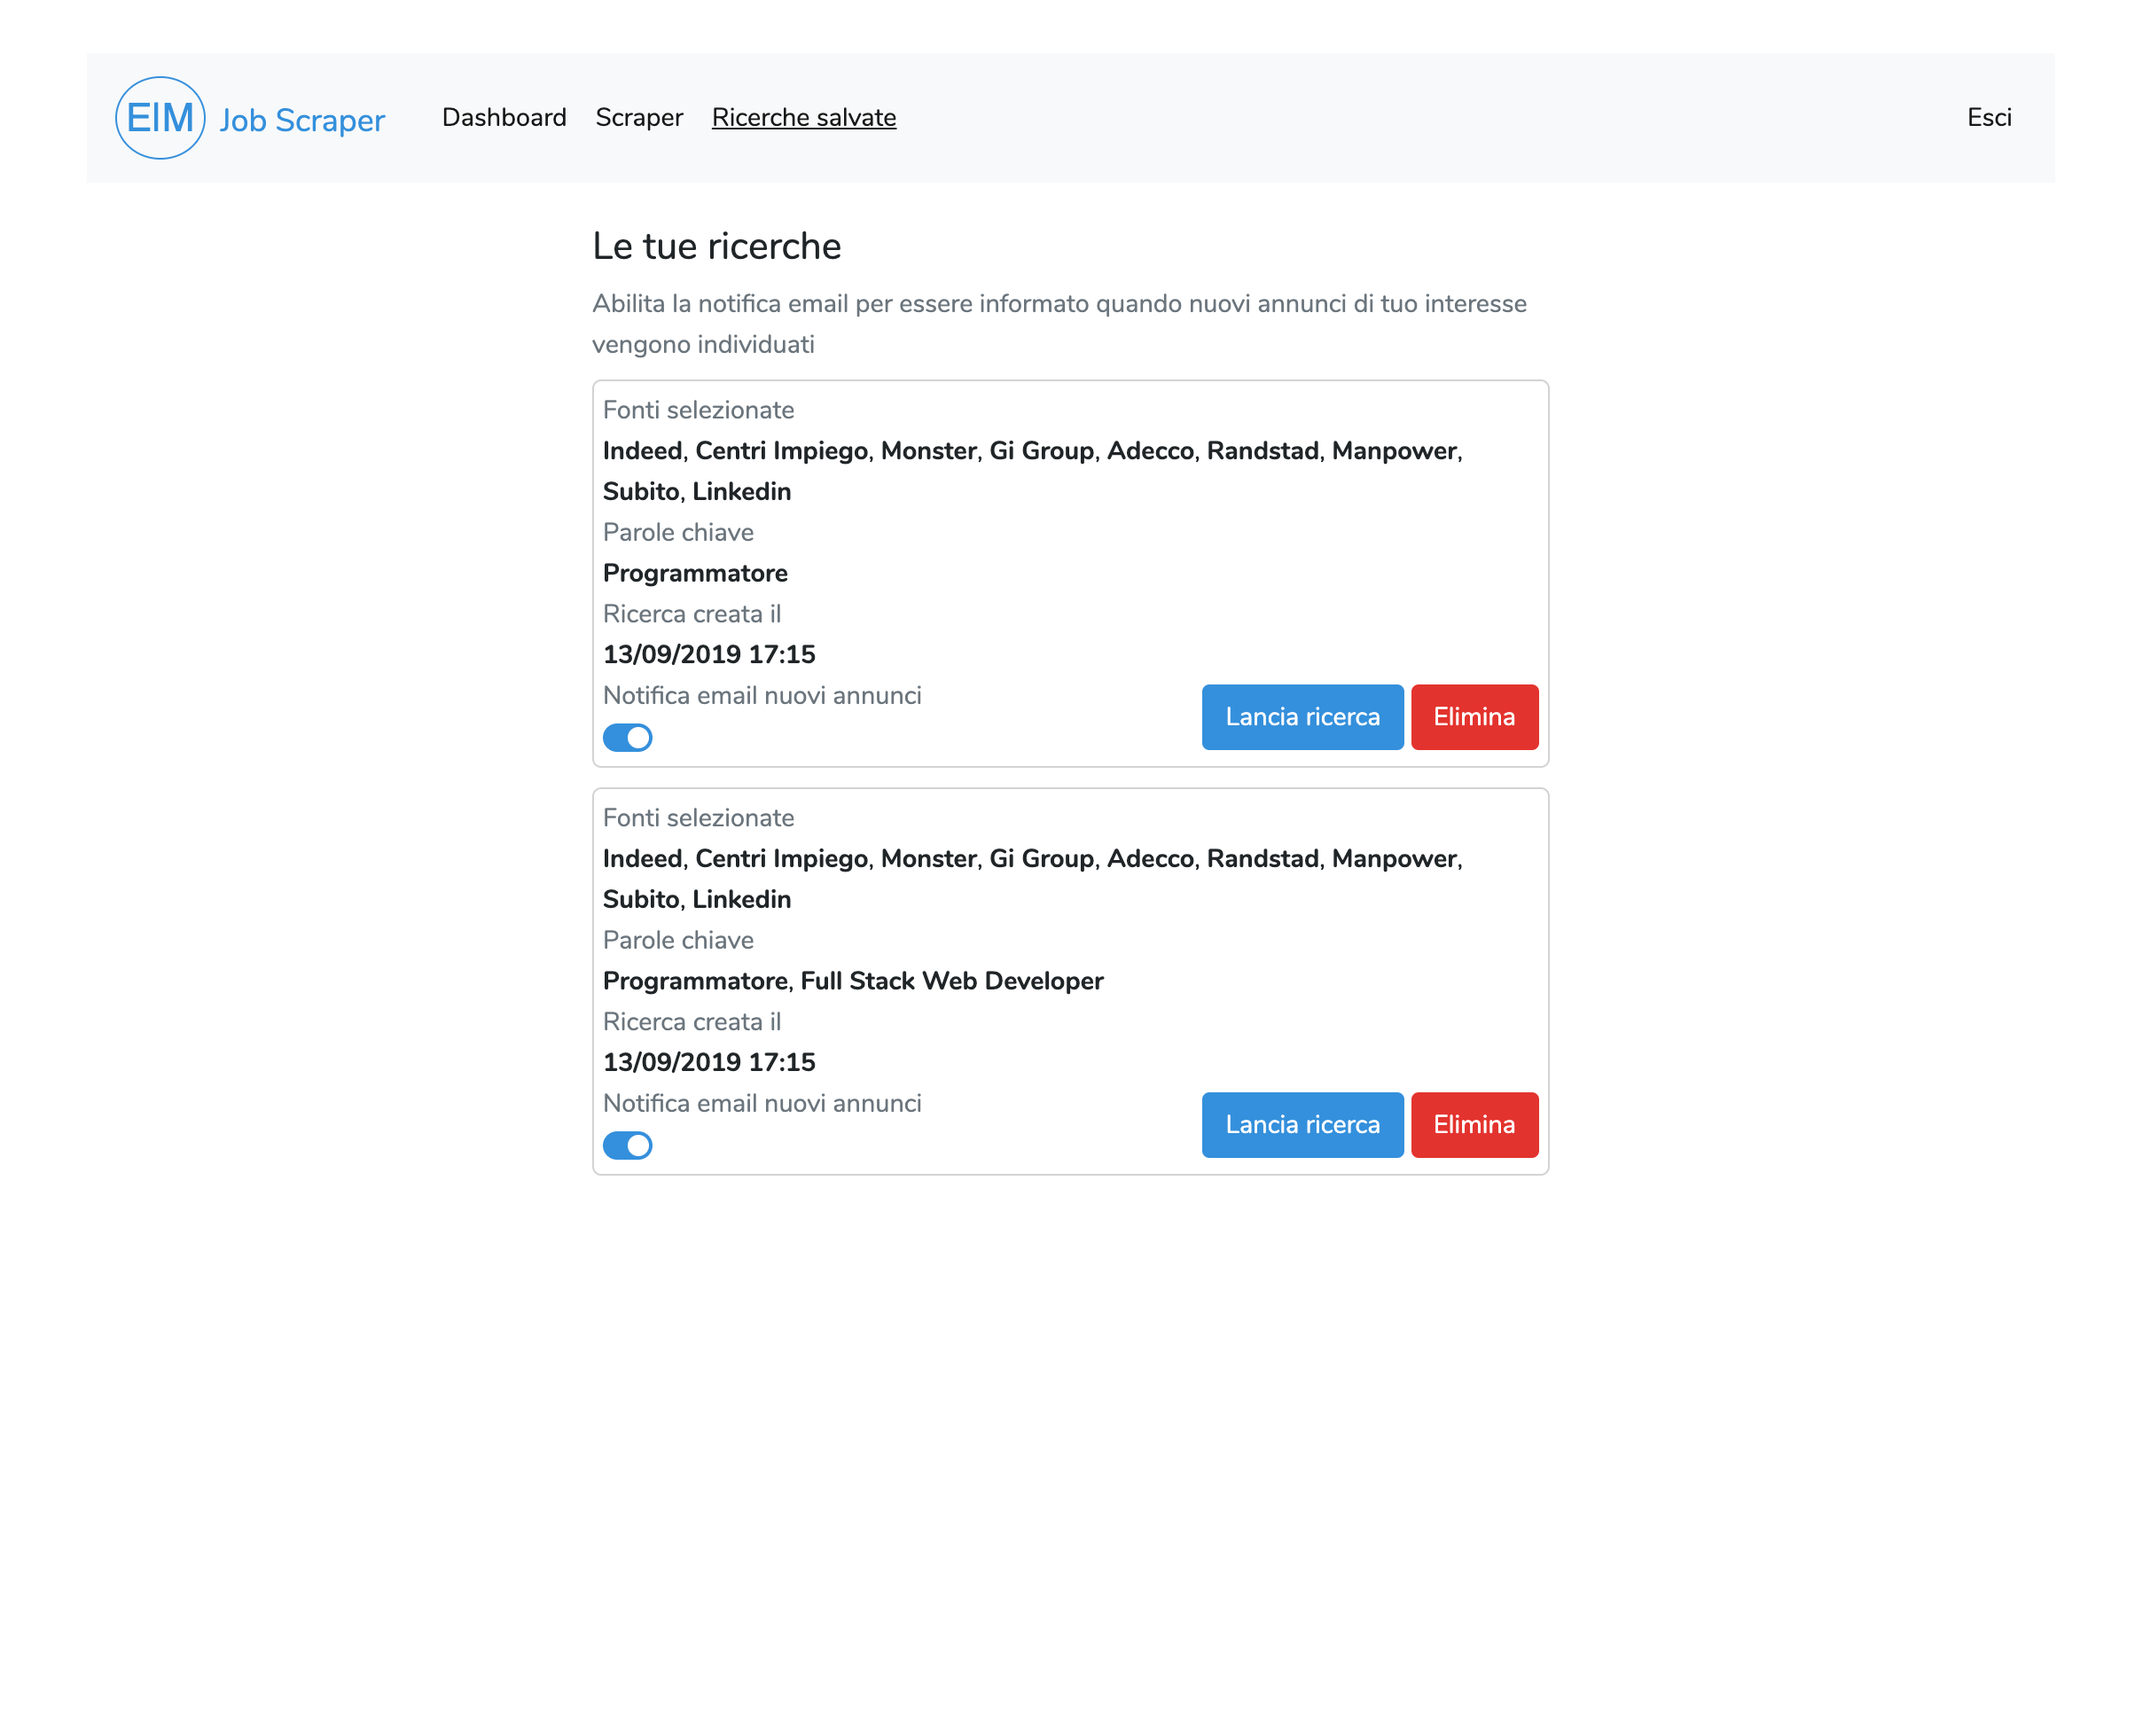 EIM Job Scraper Dashboard Scraper Ricerche salvate Esci
Le tue ricerche
Abilita la notifica email per essere informato quando nuovi annunci di tuo interesse
vengono individuati
Fonti selezionate
Indeed, Centri Impiego, Monster, Gi Group, Adecco, Randstad, Manpower,
Subito, Linkedin
Parole chiave
Programmatore
Ricerca creata il
13/09/2019 17:15
Notifica email nuovi annunci
Lancia ricerca Elimina
Fonti selezionate
Indeed, Centri Impiego, Monster, Gi Group, Adecco, Randstad, Manpower,
Subito, Linkedin
Parole chiave
Programmatore, Full Stack Web Developer
Ricerca creata il
13/09/2019 17:15
Notifica email nuovi annunci
Lancia ricerca Elimina